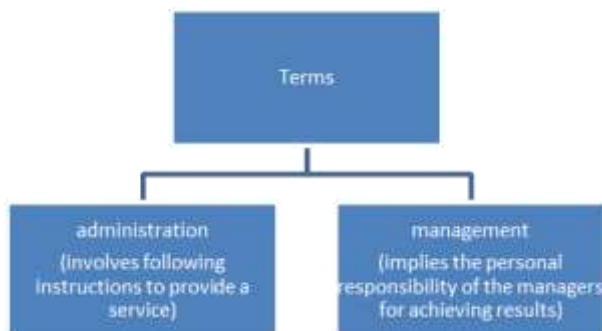 Terms
administration
(involves following
instructions to provide a
service)
management
(implies the personal
responsibility of the managers
for achieving results)